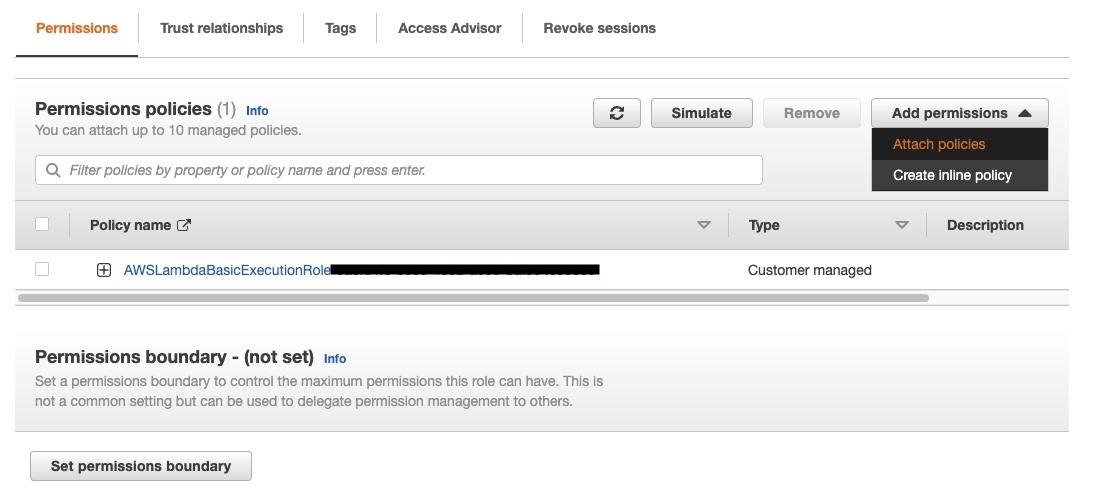 Permissions Trust relationships Tags Access Advisor Revoke sessions
Permissions policies (1) Info
You can attach up to 10 managed policies.
Simulate Remove Add permissions
Attach policies
Create inline policy
Filter policies by property or policy name and press enter.
Policy name Type Description
AWSLambdaBasicExecutionRole Customer managed
Permissions boundary - (not set) Info
Set a permissions boundary to control the maximum permissions this role can have. This is
not a common setting but can be used to delegate permission management to others.
Set permissions boundary